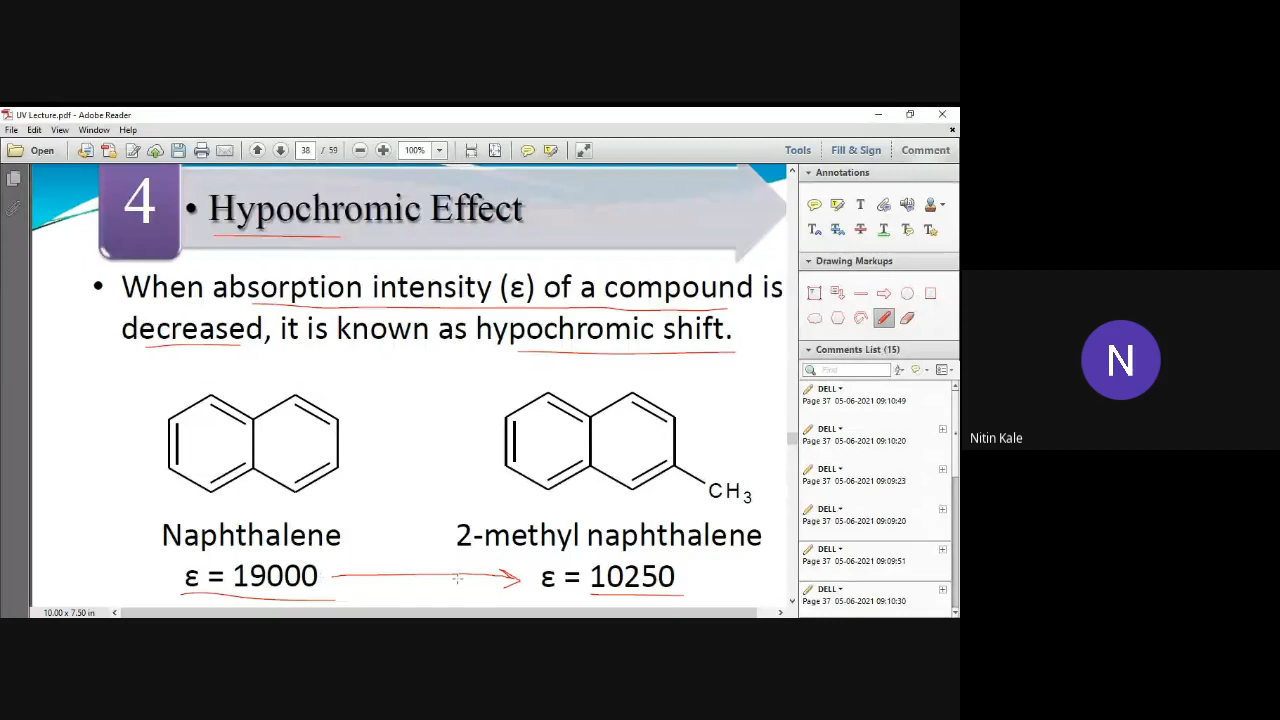 UV Lecture.pdf - Adobe Reader
File Edit View Window Help
Open 38 / 59 100% Tools Fill & Sign Comment
4 • Hypochromic Effect
• When absorption intensity (ε) of a compound is
decreased, it is known as hypochromic shift.
CH3
Naphthalene 2-methyl naphthalene
ε = 19000 ε = 10250
10.00 x 7.50 in
Annotations
Drawing Markups
Comments List (15)
Find
DELL
Page 37 05-06-2021 09:10:49
DELL
Page 37 05-06-2021 09:10:20
DELL
Page 37 05-06-2021 09:09:23
DELL
Page 37 05-06-2021 09:09:20
DELL
Page 37 05-06-2021 09:09:51
DELL
Page 37 05-06-2021 09:10:30
N
Nitin Kale